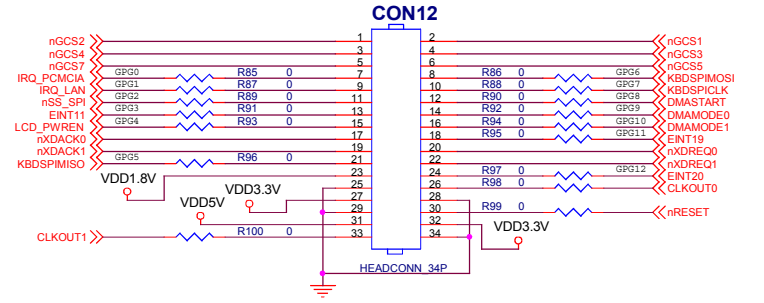 CON12
nGCS2 1 2 nGCS1
nGCS4 3 4 nGCS3
nGCS7 5 6 nGCS5
IRQ_PCMCIA GPG0 R85 0 7 8 R86 0 GPG6 KBDSPIMOSI
IRQ_LAN GPG1 R87 0 9 10 R88 0 GPG7 KBDSPICLK
nSS_SPI GPG2 R89 0 11 12 R90 0 GPG8 DMASTART
EINT11 GPG3 R91 0 13 14 R92 0 GPG9 DMAMODE0
LCD_PWREN GPG4 R93 0 15 16 R94 0 GPG10 DMAMODE1
nXDACK0 17 18 R95 0 GPG11 EINT19
nXDACK1 19 20 nXDREQ0
KBDSPIMISO GPG5 R96 0 21 22 nXDREQ1
VDD1.8V 23 24 R97 0 GPG12 EINT20
25 26 R98 0 CLKOUT0
VDD3.3V 27 28
29 30 R99 0 nRESET
VDD5V 31 32 VDD3.3V
CLKOUT1 R100 0 33 34
HEADCONN_34P